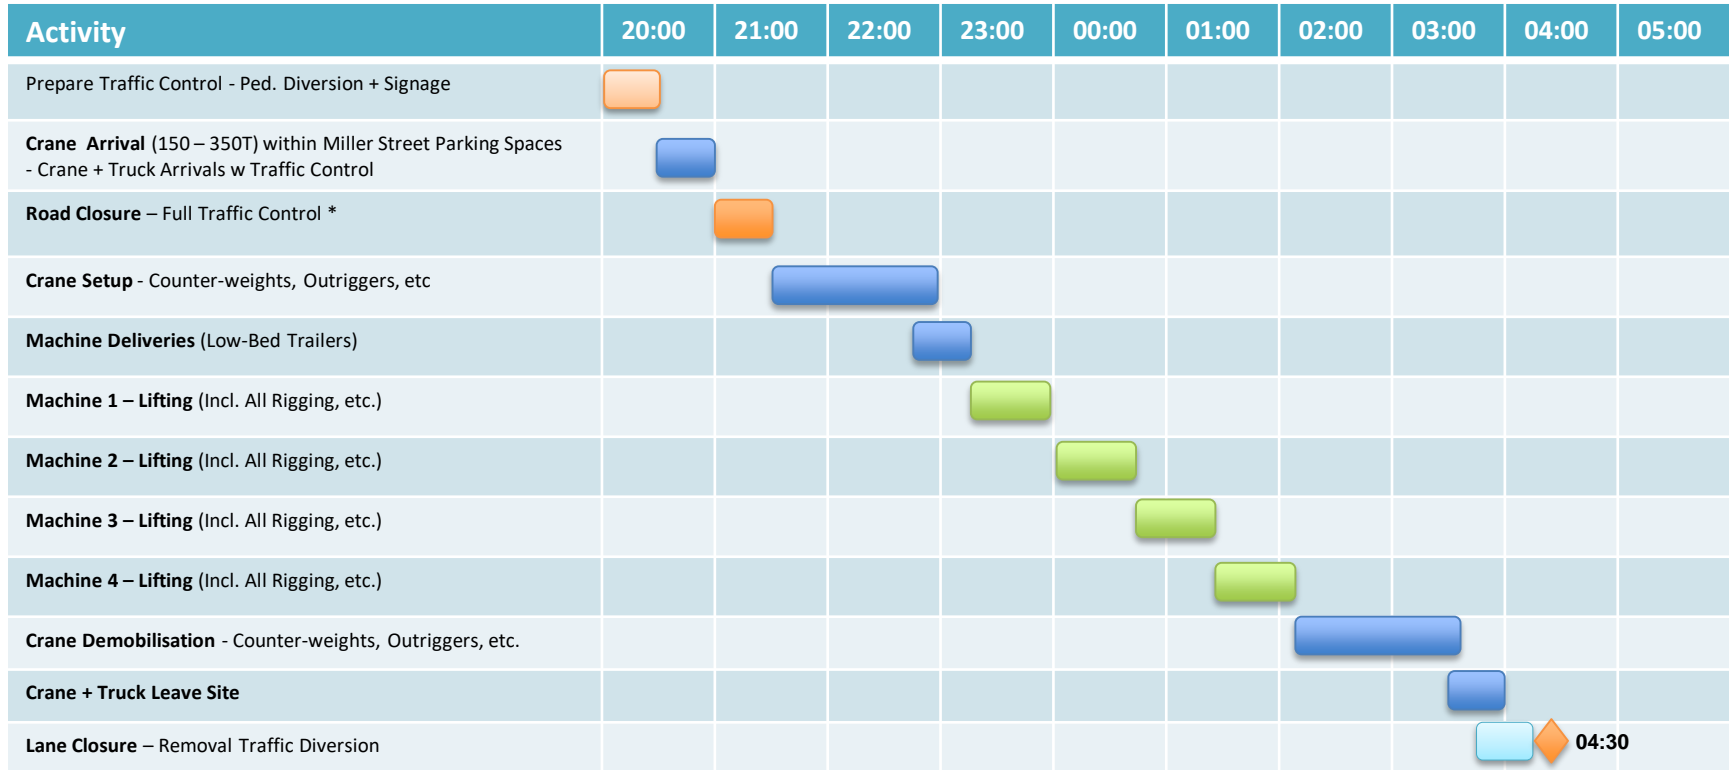 Activity 20:00 21:00 22:00 23:00 00:00 01:00 02:00 03:00 04:00 05:00
Prepare Traffic Control - Ped. Diversion + Signage
Crane Arrival (150 – 350T) within Miller Street Parking Spaces
- Crane + Truck Arrivals w Traffic Control
Road Closure – Full Traffic Control *
Crane Setup - Counter-weights, Outriggers, etc
Machine Deliveries (Low-Bed Trailers)
Machine 1 – Lifting (Incl. All Rigging, etc.)
Machine 2 – Lifting (Incl. All Rigging, etc.)
Machine 3 – Lifting (Incl. All Rigging, etc.)
Machine 4 – Lifting (Incl. All Rigging, etc.)
Crane Demobilisation - Counter-weights, Outriggers, etc.
Crane + Truck Leave Site
Lane Closure – Removal Traffic Diversion 04:30